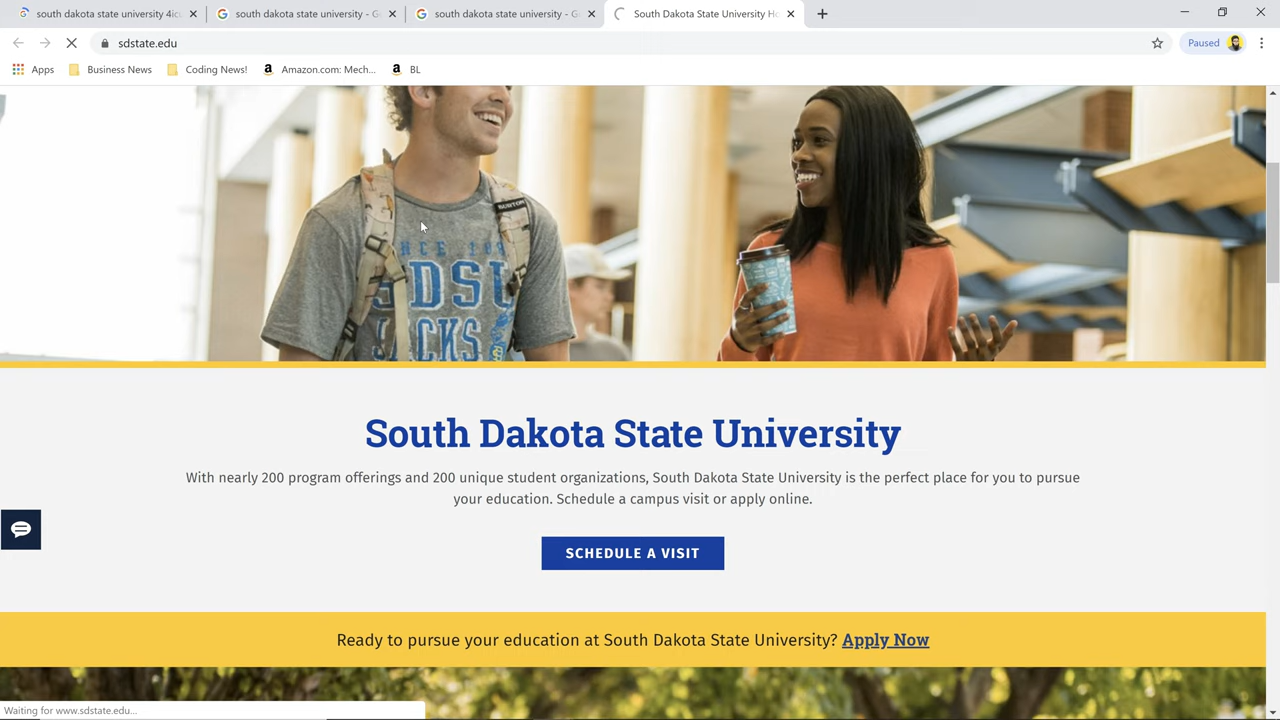 south dakota state university 4ic
south dakota state university - G
south dakota state university - G
South Dakota State University Ho
sdstate.edu
Paused
Apps
Business News
Coding News!
Amazon.com: Mech...
BL
BURTON
SDSU
JACKS
South Dakota State University
With nearly 200 program offerings and 200 unique student organizations, South Dakota State University is the perfect place for you to pursue
your education. Schedule a campus visit or apply online.
SCHEDULE A VISIT
Ready to pursue your education at South Dakota State University? Apply Now
Waiting for www.sdstate.edu...